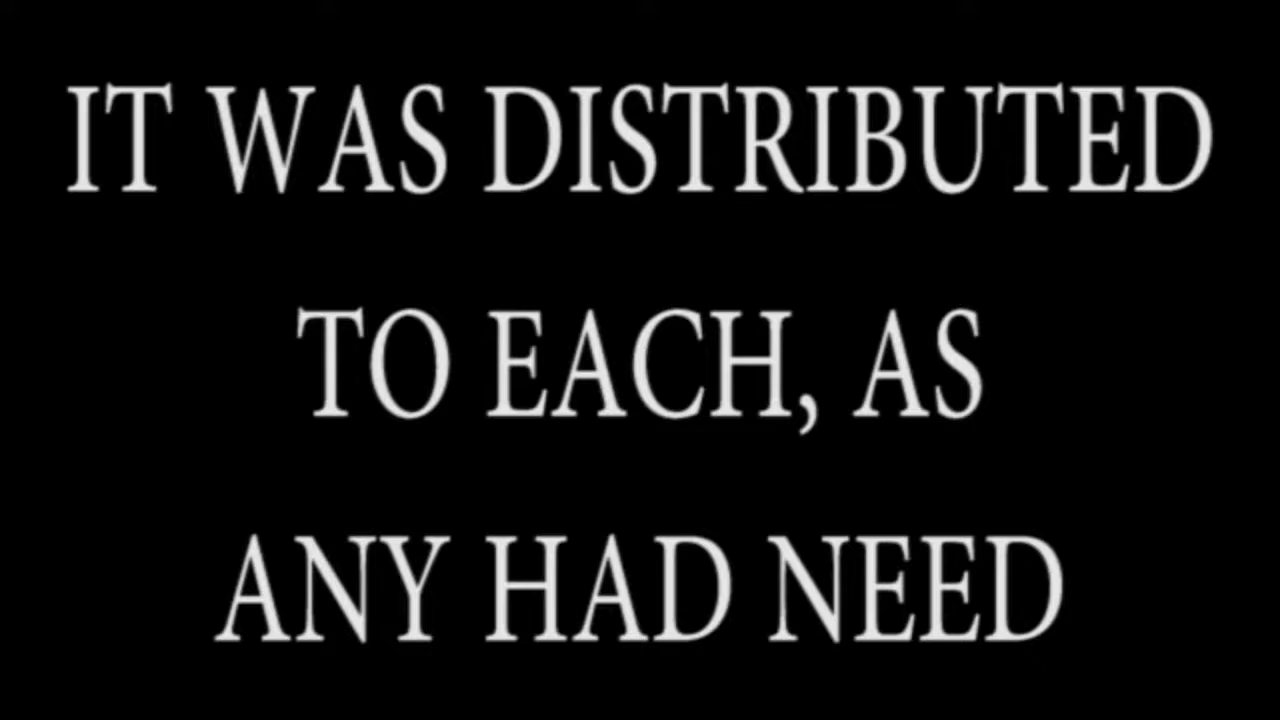 IT WAS DISTRIBUTED
TO EACH, AS
ANY HAD NEED